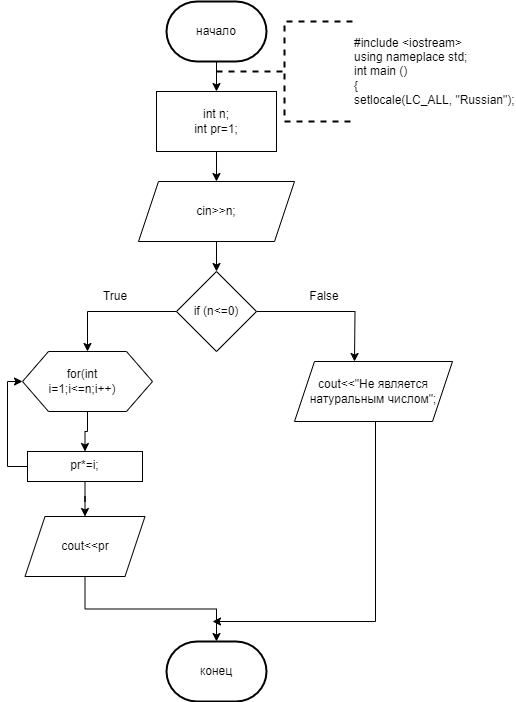 начало
#include <iostream>
using nameplace std;
int main ()
{
setlocale(LC_ALL, "Russian");
int n;
int pr=1;
cin>>n;
if (n<=0)
True
False
for(int
i=1;i<=n;i++)
cout<<"Не является
натуральным числом";
pr*=i;
cout<<pr
конец